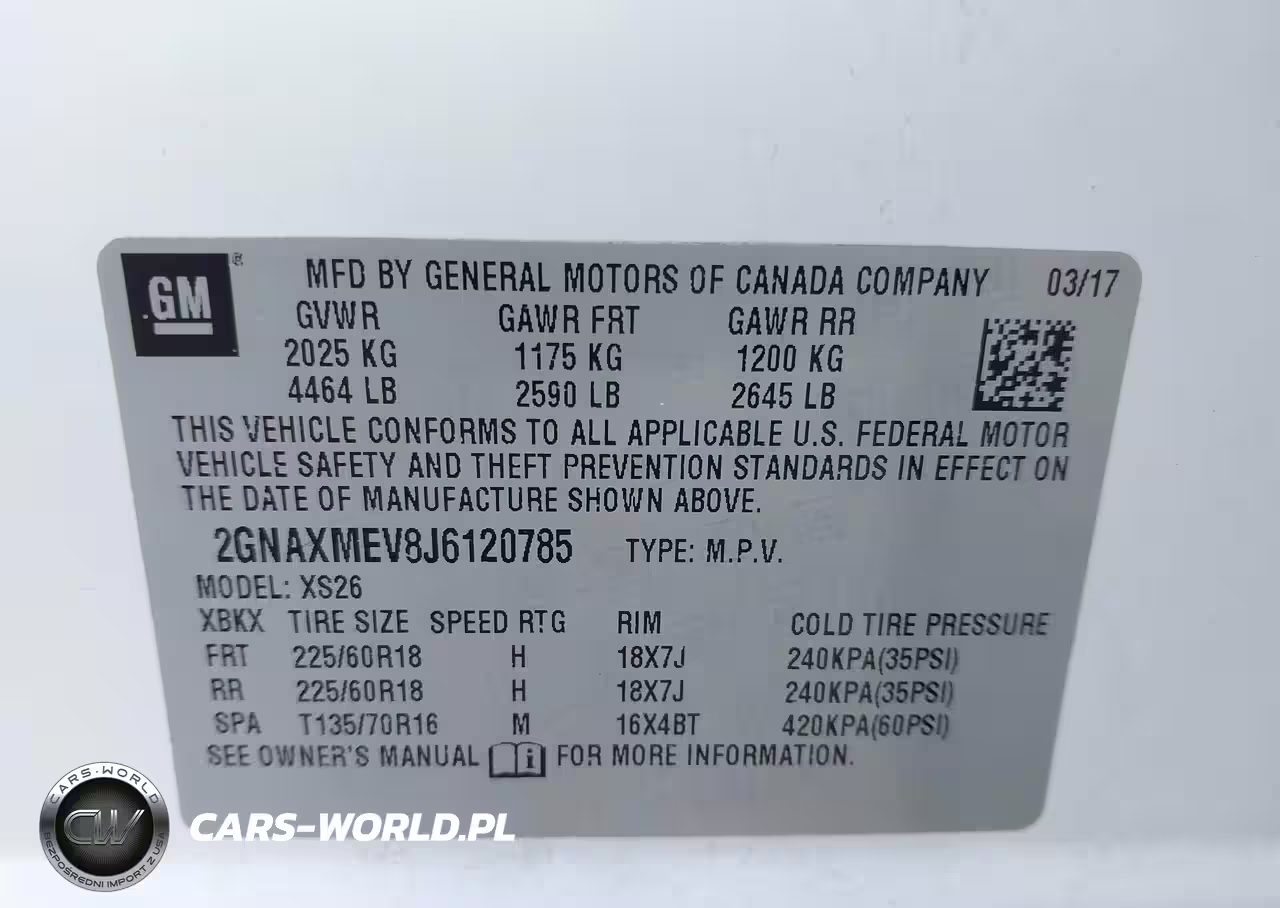 GM ® MFD BY GENERAL MOTORS OF CANADA COMPANY 03/17
GVWR GAWR FRT GAWR RR
2025 KG 1175 KG 1200 KG
4464 LB 2590 LB 2645 LB
THIS VEHICLE CONFORMS TO ALL APPLICABLE U.S. FEDERAL MOTOR
VEHICLE SAFETY AND THEFT PREVENTION STANDARDS IN EFFECT ON
THE DATE OF MANUFACTURE SHOWN ABOVE.
2GNAXMEV8J6120785 TYPE: M.P.V.
MODEL: XS26
XBKX TIRE SIZE SPEED RTG RIM COLD TIRE PRESSURE
FRT 225/60R18 H 18X7J 240KPA(35PSI)
RR 225/60R18 H 18X7J 240KPA(35PSI)
SPA T135/70R16 M 16X4BT 420KPA(60PSI)
SEE OWNER'S MANUAL FOR MORE INFORMATION.
CARS-WORLD
CW
BEZPOŚREDNI IMPORT Z USA
CARS-WORLD.PL